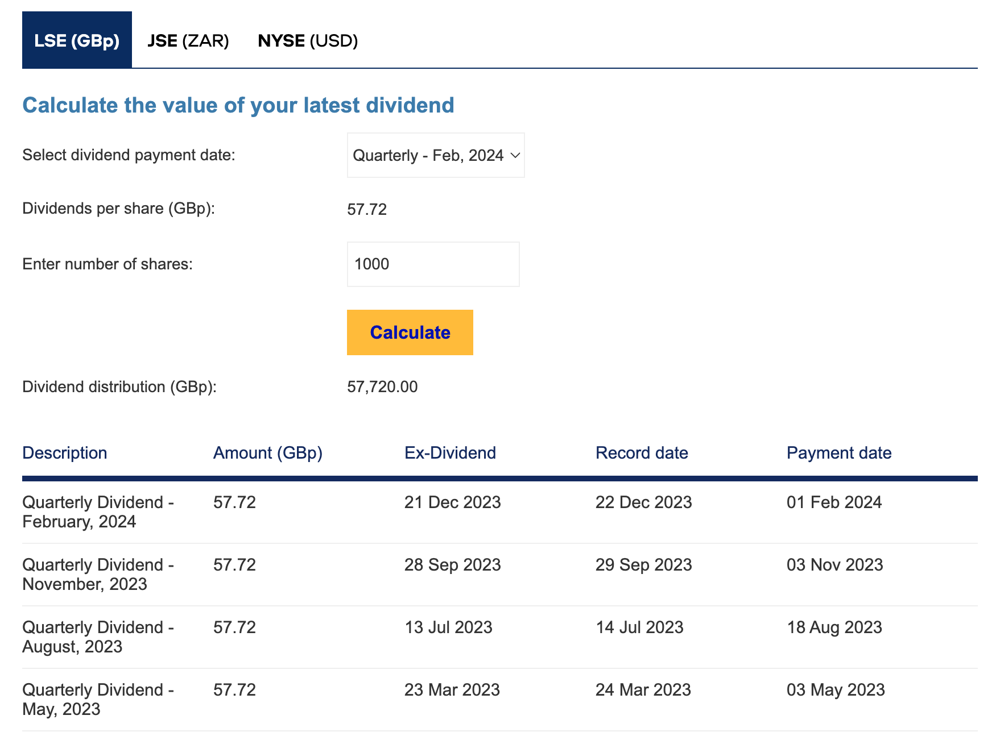 LSE (GBp) JSE (ZAR) NYSE (USD)
Calculate the value of your latest dividend
Select dividend payment date: Quarterly - Feb, 2024
Dividends per share (GBp): 57.72
Enter number of shares: 1000
Calculate
Dividend distribution (GBp): 57,720.00
Description Amount (GBp) Ex-Dividend Record date Payment date
Quarterly Dividend - 57.72 21 Dec 2023 22 Dec 2023 01 Feb 2024
February, 2024
Quarterly Dividend - 57.72 28 Sep 2023 29 Sep 2023 03 Nov 2023
November, 2023
Quarterly Dividend - 57.72 13 Jul 2023 14 Jul 2023 18 Aug 2023
August, 2023
Quarterly Dividend - 57.72 23 Mar 2023 24 Mar 2023 03 May 2023
May, 2023